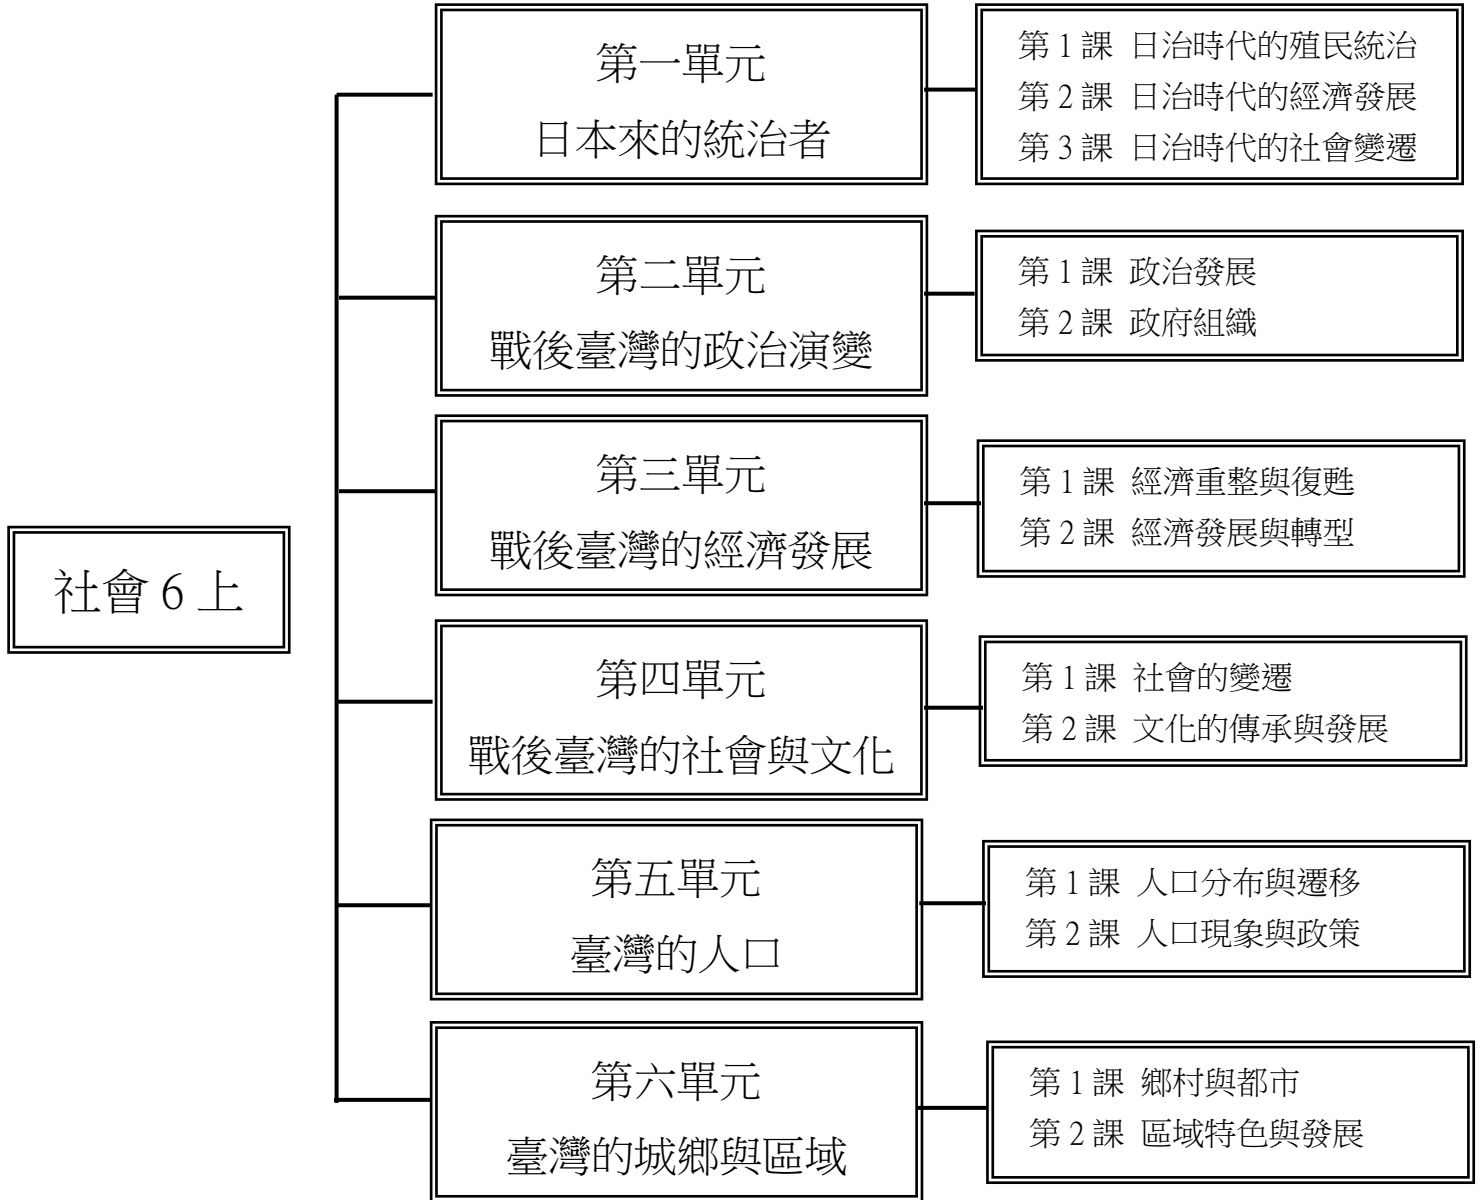 社會 6 上
第一單元
日本來的統治者
第 1 課 日治時代的殖民統治
第 2 課 日治時代的經濟發展
第 3 課 日治時代的社會變遷
第二單元
戰後臺灣的政治演變
第 1 課 政治發展
第 2 課 政府組織
第三單元
戰後臺灣的經濟發展
第 1 課 經濟重整與復甦
第 2 課 經濟發展與轉型
第四單元
戰後臺灣的社會與文化
第 1 課 社會的變遷
第 2 課 文化的傳承與發展
第五單元
臺灣的人口
第 1 課 人口分布與遷移
第 2 課 人口現象與政策
第六單元
臺灣的城鄉與區域
第 1 課 鄉村與都市
第 2 課 區域特色與發展